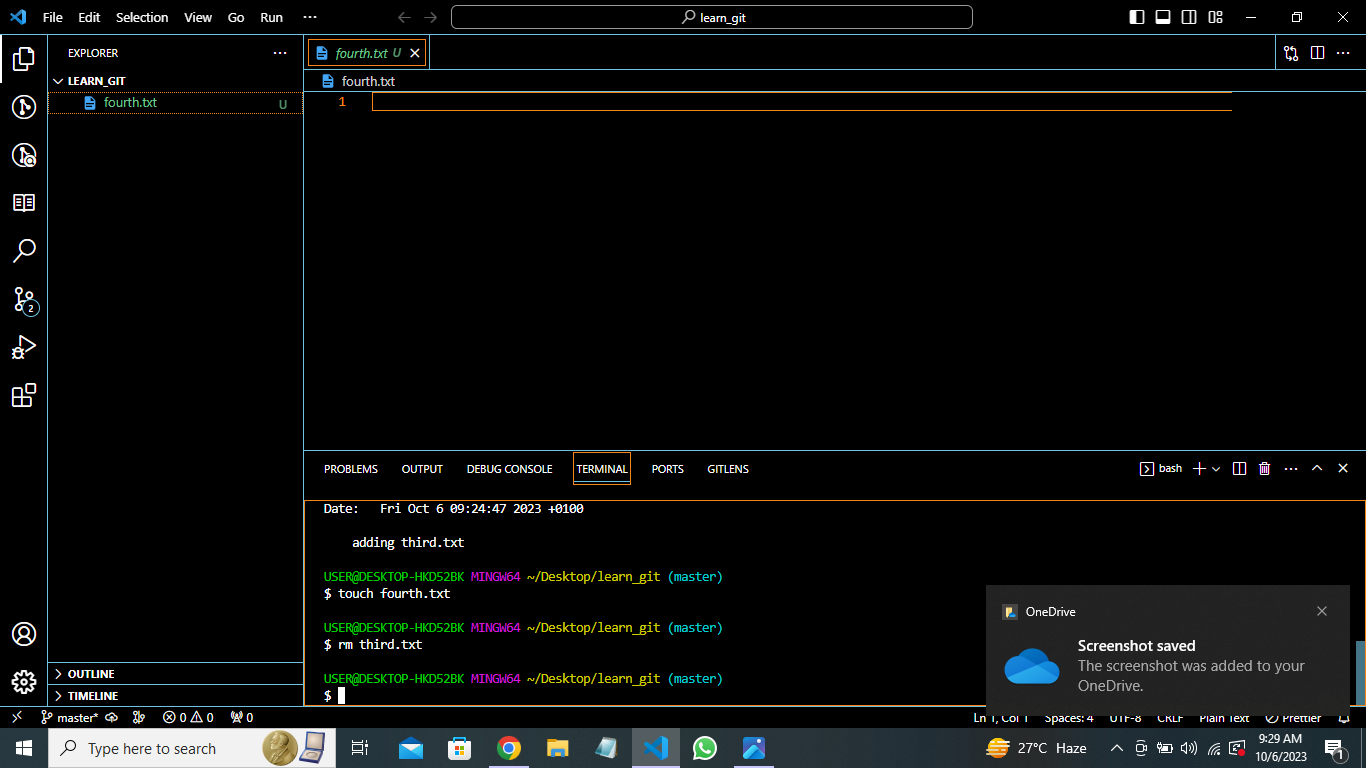 File Edit Selection View Go Run ··· learn_git
EXPLORER ···
LEARN_GIT
fourth.txt U
fourth.txt U
fourth.txt
1
2
OUTLINE
TIMELINE
PROBLEMS OUTPUT DEBUG CONSOLE TERMINAL PORTS GITLENS bash
Date: Fri Oct 6 09:24:47 2023 +0100
adding third.txt
USER@DESKTOP-HKD52BK MINGW64 ~/Desktop/learn_git (master)
$ touch fourth.txt
USER@DESKTOP-HKD52BK MINGW64 ~/Desktop/learn_git (master)
$ rm third.txt
USER@DESKTOP-HKD52BK MINGW64 ~/Desktop/learn_git (master)
$
OneDrive
Screenshot saved
The screenshot was added to your
OneDrive.
master* 0 0 0 Ln 1, Col 1 Spaces: 4 UTF-8 CRLF Plain Text Prettier
Type here to search 27°C Haze 9:29 AM
10/6/2023
1